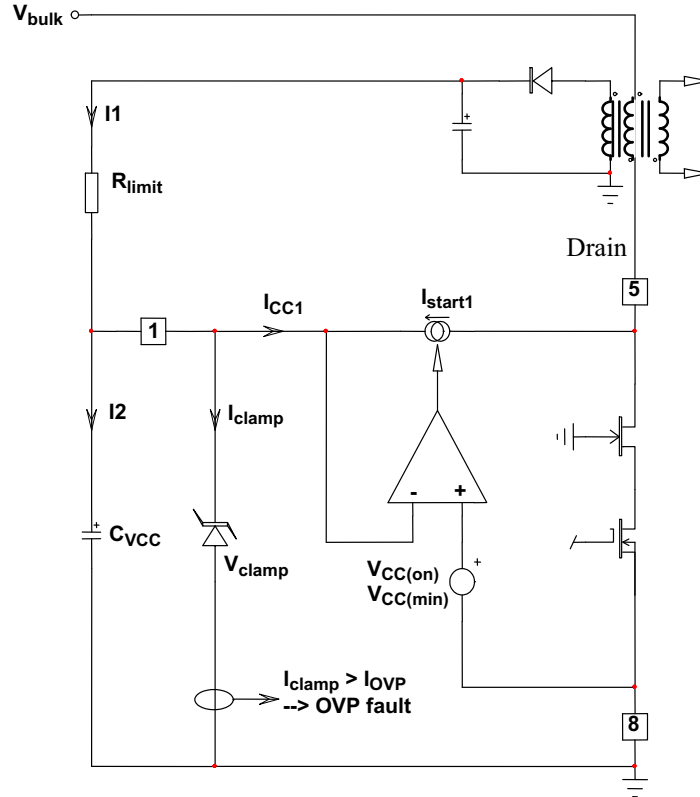 Vbulk
I1
Rlimit
Drain
5
ICC1
Istart1
1
I2
Iclamp
- +
CVCC
Vclamp
VCC(on)
VCC(min)
Iclamp > IOVP
--> OVP fault
8